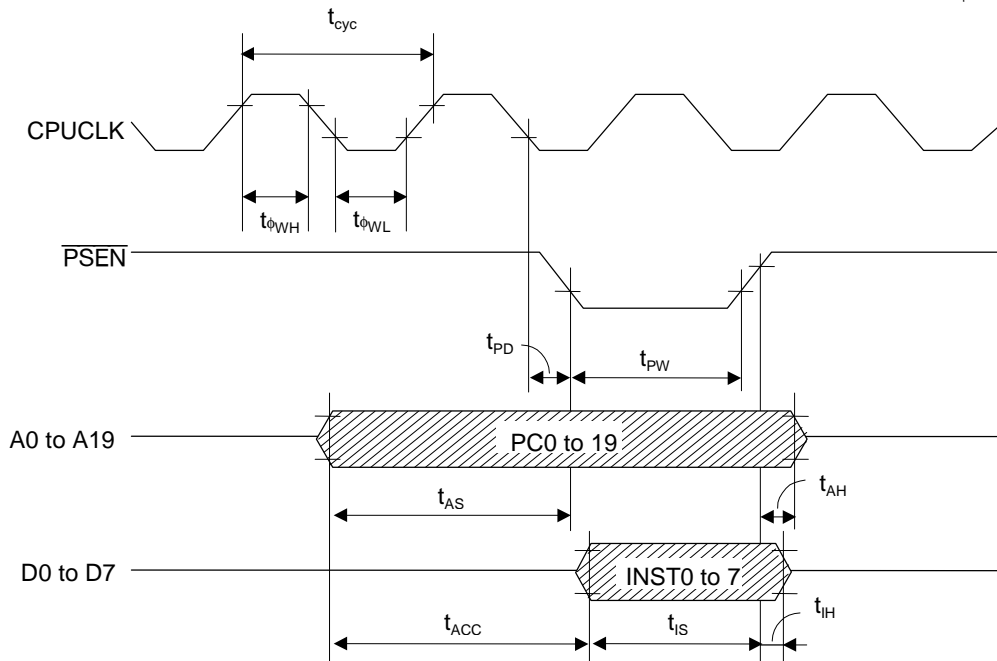 tcyc
CPUCLK
tϕWH
tϕWL
PSEN
tPD
tPW
A0 to A19
PC0 to 19
tAS
tAH
D0 to D7
INST0 to 7
tACC
tIS
tIH